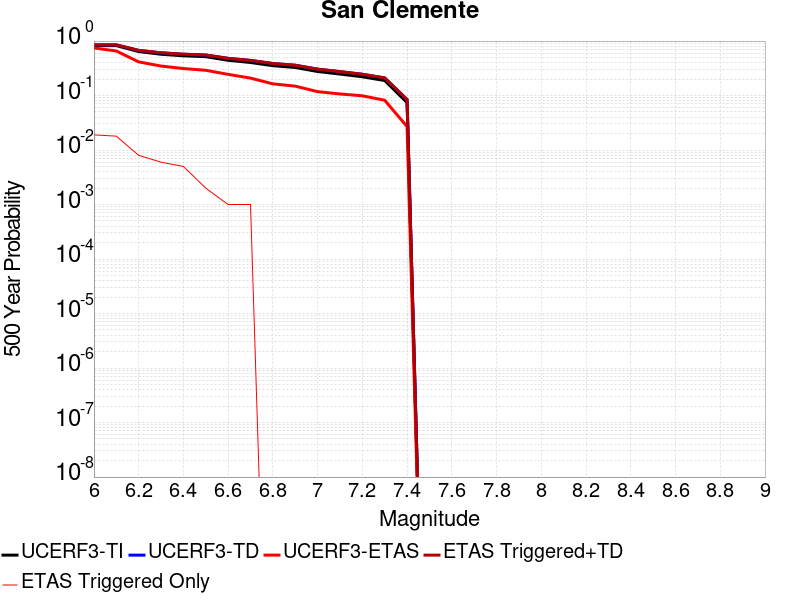 San Clemente
10^0
10^-1
10^-2
10^-3
10^-4
10^-5
10^-6
10^-7
10^-8
500 Year Probability
6 6.2 6.4 6.6 6.8 7 7.2 7.4 7.6 7.8 8 8.2 8.4 8.6 8.8 9
Magnitude
UCERF3-TI UCERF3-TD UCERF3-ETAS ETAS Triggered+TD
ETAS Triggered Only